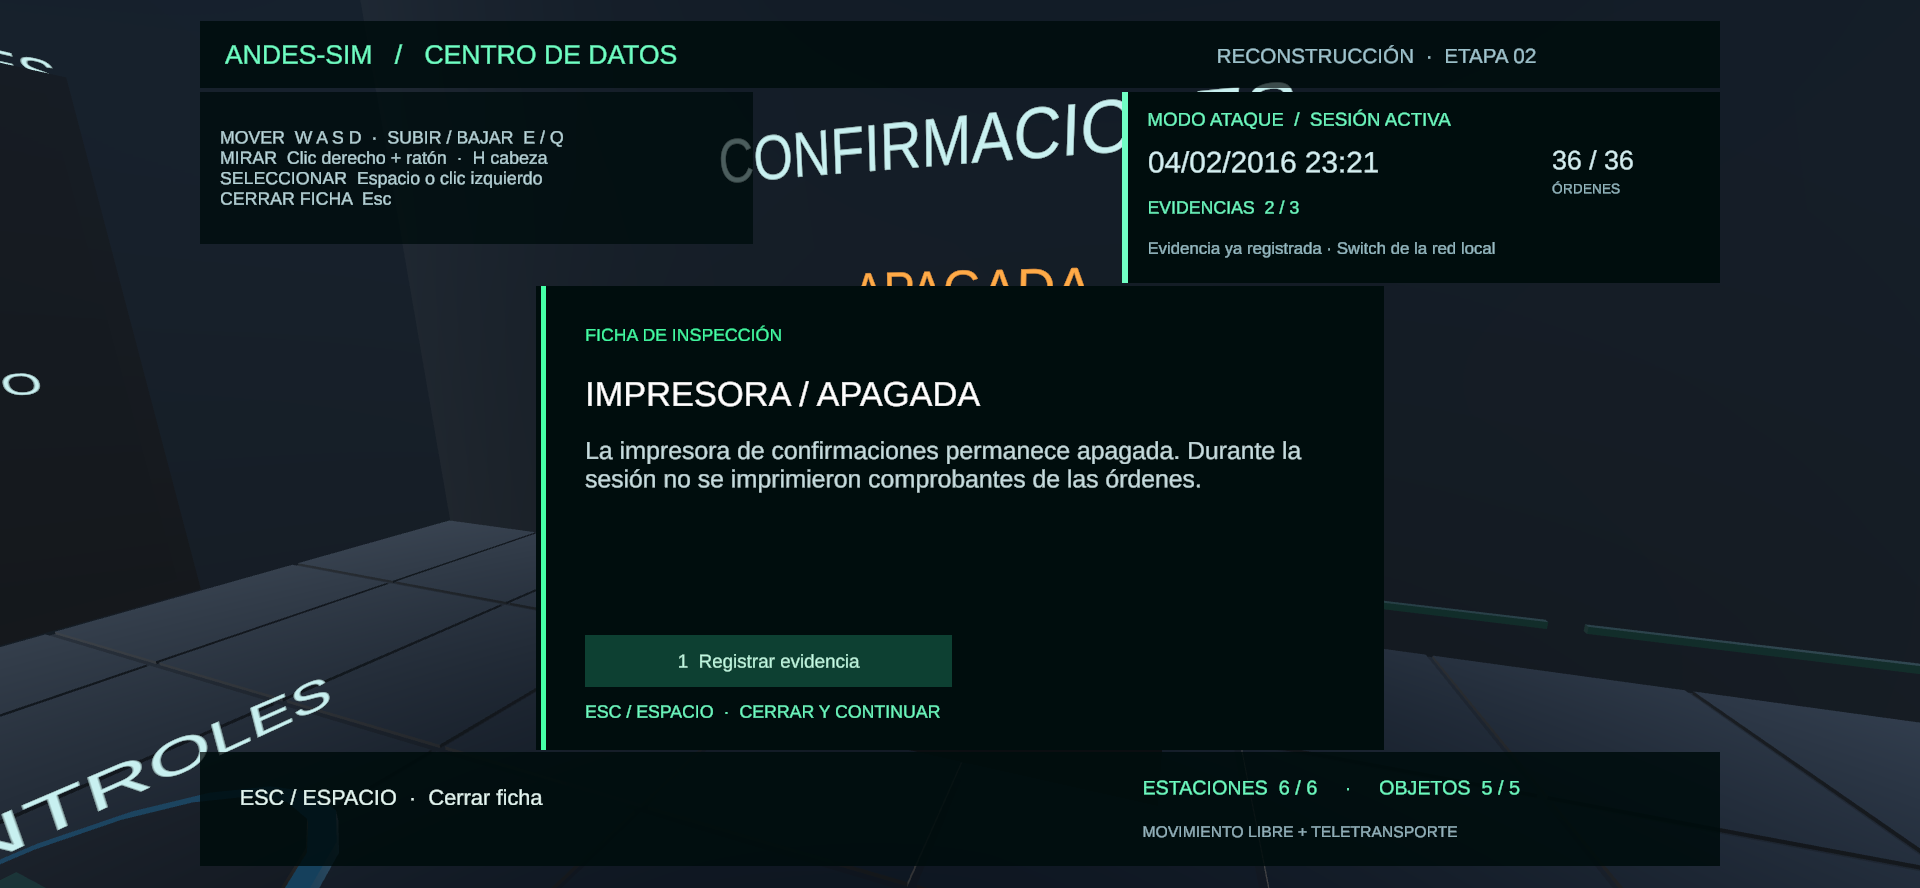 ANDES-SIM / CENTRO DE DATOS
RECONSTRUCCIÓN · ETAPA 02
MOVER W A S D · SUBIR / BAJAR E / Q
MIRAR Clic derecho + ratón · H cabeza
SELECCIONAR Espacio o clic izquierdo
CERRAR FICHA Esc
MODO ATAQUE / SESIÓN ACTIVA
04/02/2016 23:21
36 / 36
ÓRDENES
EVIDENCIAS 2 / 3
Evidencia ya registrada · Switch de la red local
APAGADA
FICHA DE INSPECCIÓN
IMPRESORA / APAGADA
La impresora de confirmaciones permanece apagada. Durante la
sesión no se imprimieron comprobantes de las órdenes.
1 Registrar evidencia
ESC / ESPACIO · CERRAR Y CONTINUAR
NTROLES
ESC / ESPACIO · Cerrar ficha
ESTACIONES 6 / 6 · OBJETOS 5 / 5
MOVIMIENTO LIBRE + TELETRANSPORTE